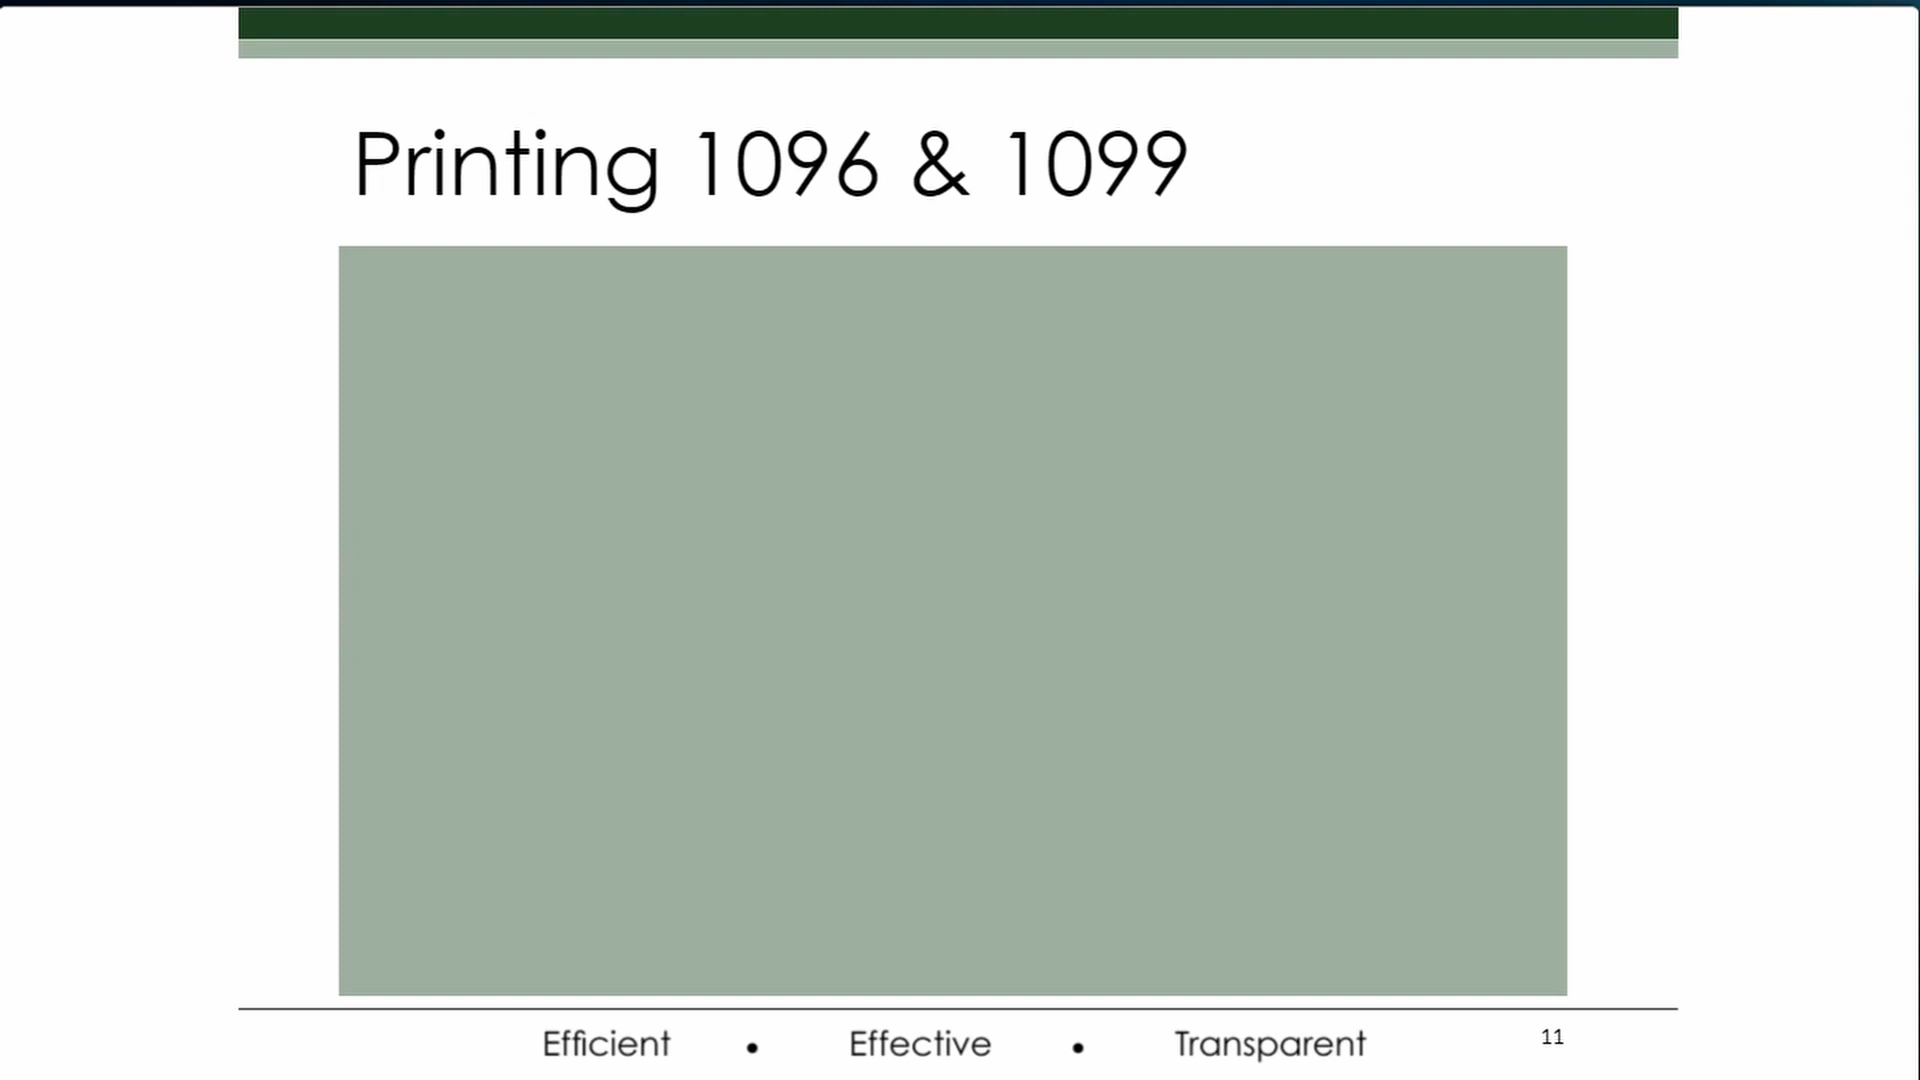 Printing 1096 & 1099
Efficient • Effective • Transparent 11